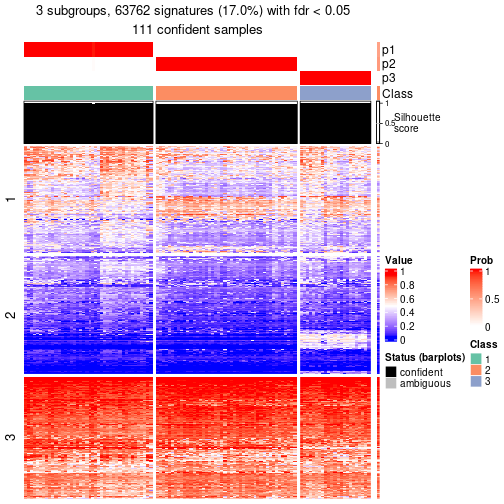 3 subgroups, 63762 signatures (17.0%) with fdr < 0.05
111 confident samples
p1
p2
p3
Class
1
0.5
0
Silhouette
score
1
2
3
Value
1
0.8
0.6
0.4
0.2
0
Prob
1
0.5
0
Status (barplots)
confident
ambiguous
Class
1
2
3